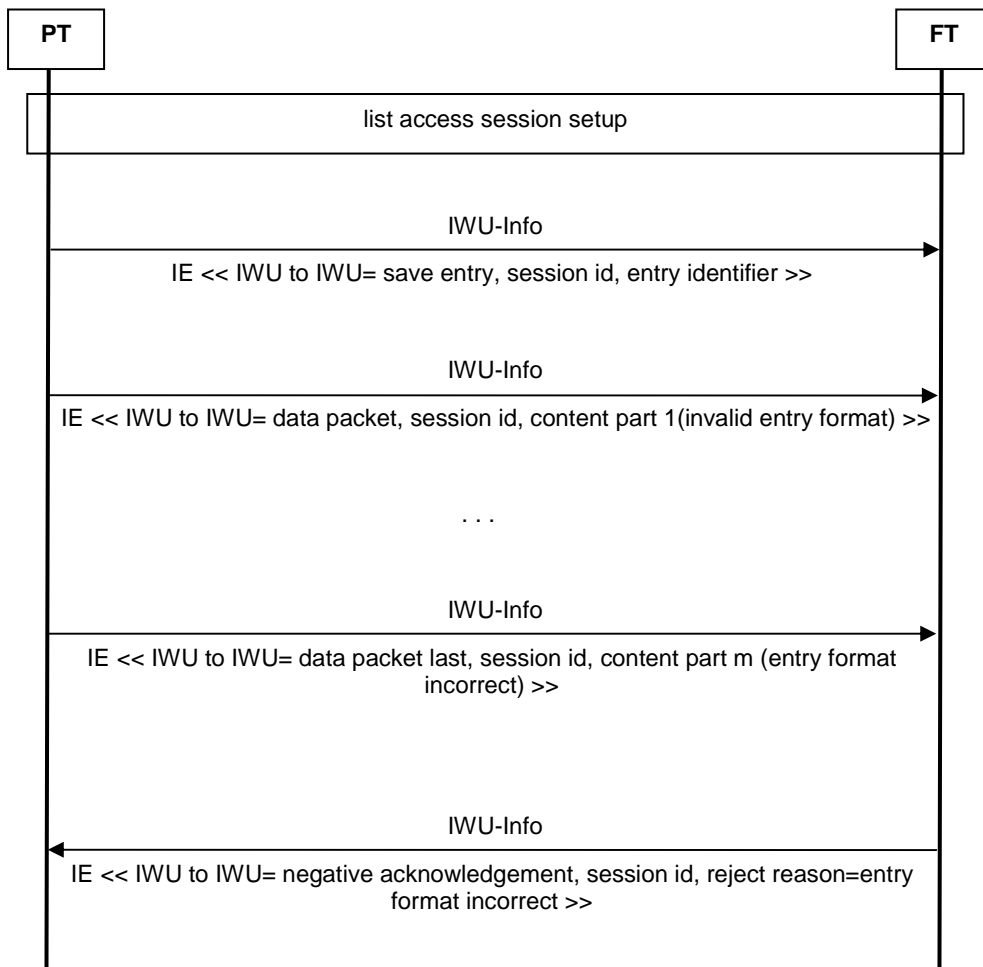 PT
FT
list access session setup
IWU-Info
IE << IWU to IWU= save entry, session id, entry identifier >>
IWU-Info
IE << IWU to IWU= data packet, session id, content part 1(invalid entry format) >>
. . .
IWU-Info
IE << IWU to IWU= data packet last, session id, content part m (entry format
incorrect) >>
IWU-Info
IE << IWU to IWU= negative acknowledgement, session id, reject reason=entry
format incorrect >>